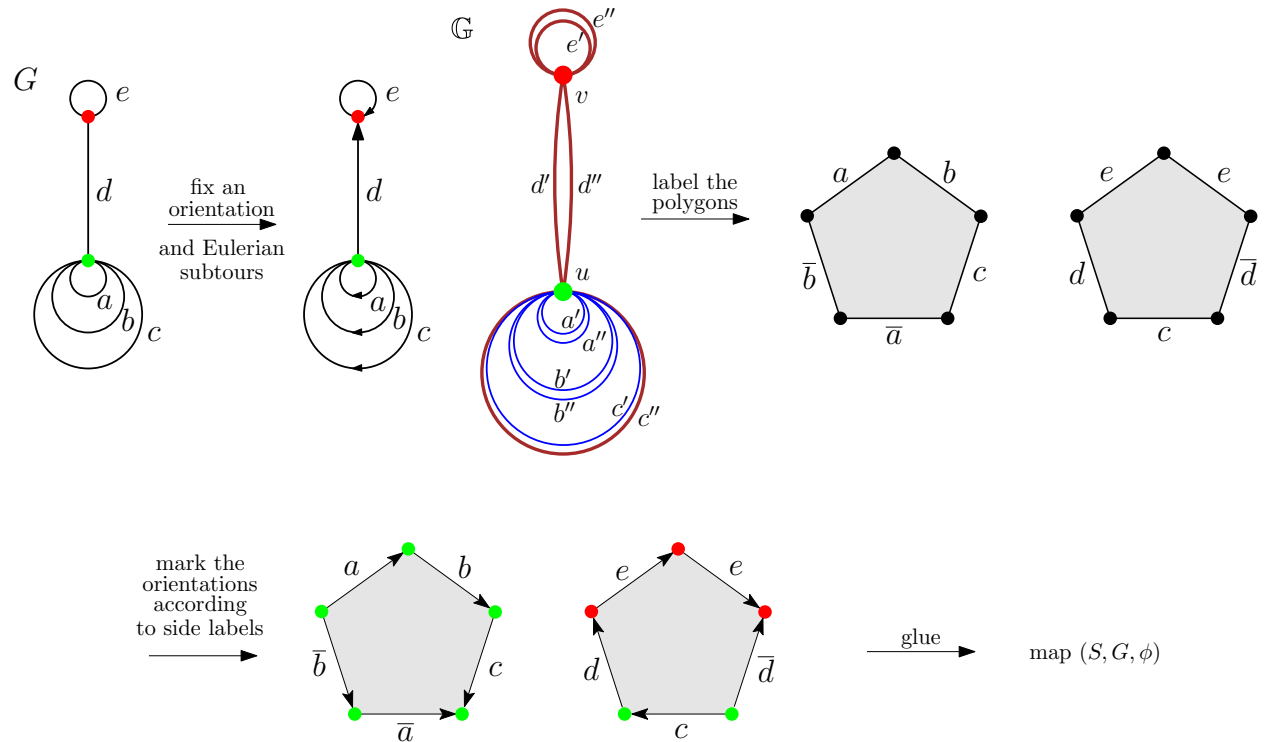 G
e
d
a
b
c
fix an
orientation
and Eulerian
subtours
e
d
a
b
c
𝔾
e″
e′
v
d′
d″
u
a′
a″
b′
b″
c′
c″
label the
polygons
a
b
b̅
c
a̅
e
e
d
d̅
c
mark the
orientations
according
to side labels
a
b
b̅
c
a̅
e
e
d
d̅
c
glue
map (S, G, ϕ)